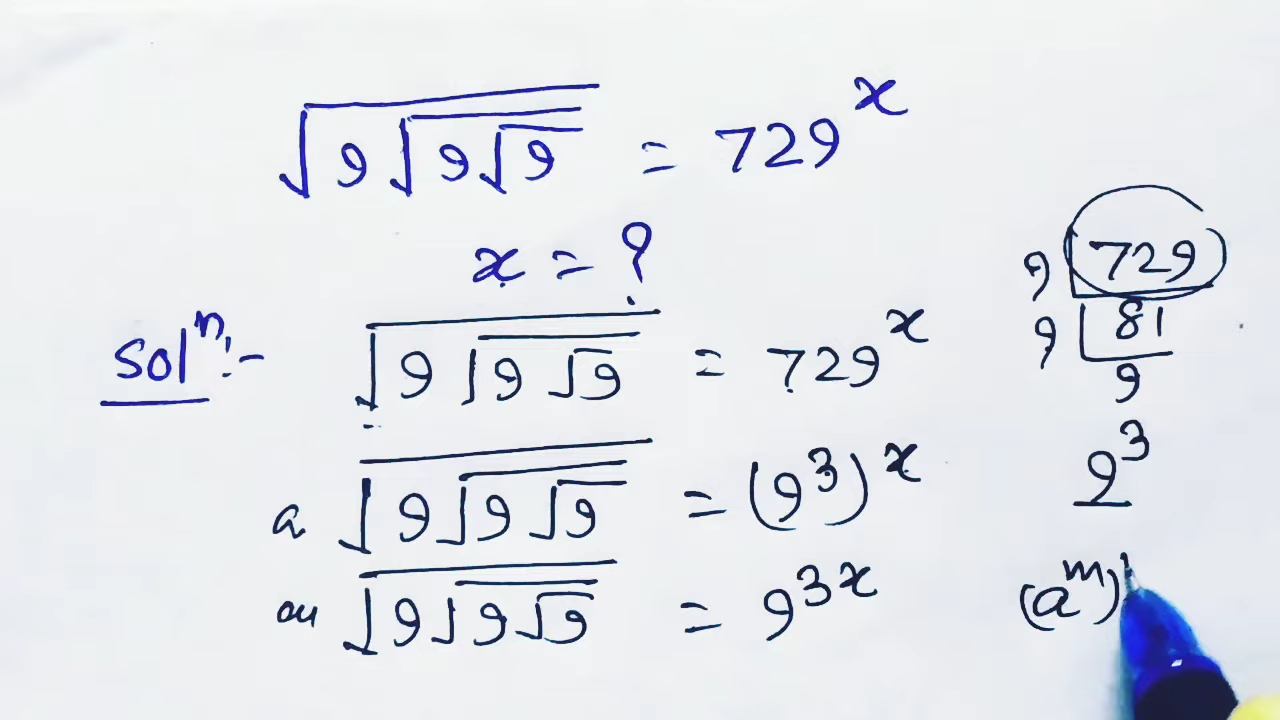 √(9√(9√9)) = 729^x
x = ?
Solⁿ:- √(9√(9√9)) = 729^x
a √(9√(9√9)) = (9^3)^x
on √(9√(9√9)) = 9^3x
9 | 729
9 | 81
9
9^3
(a^m)